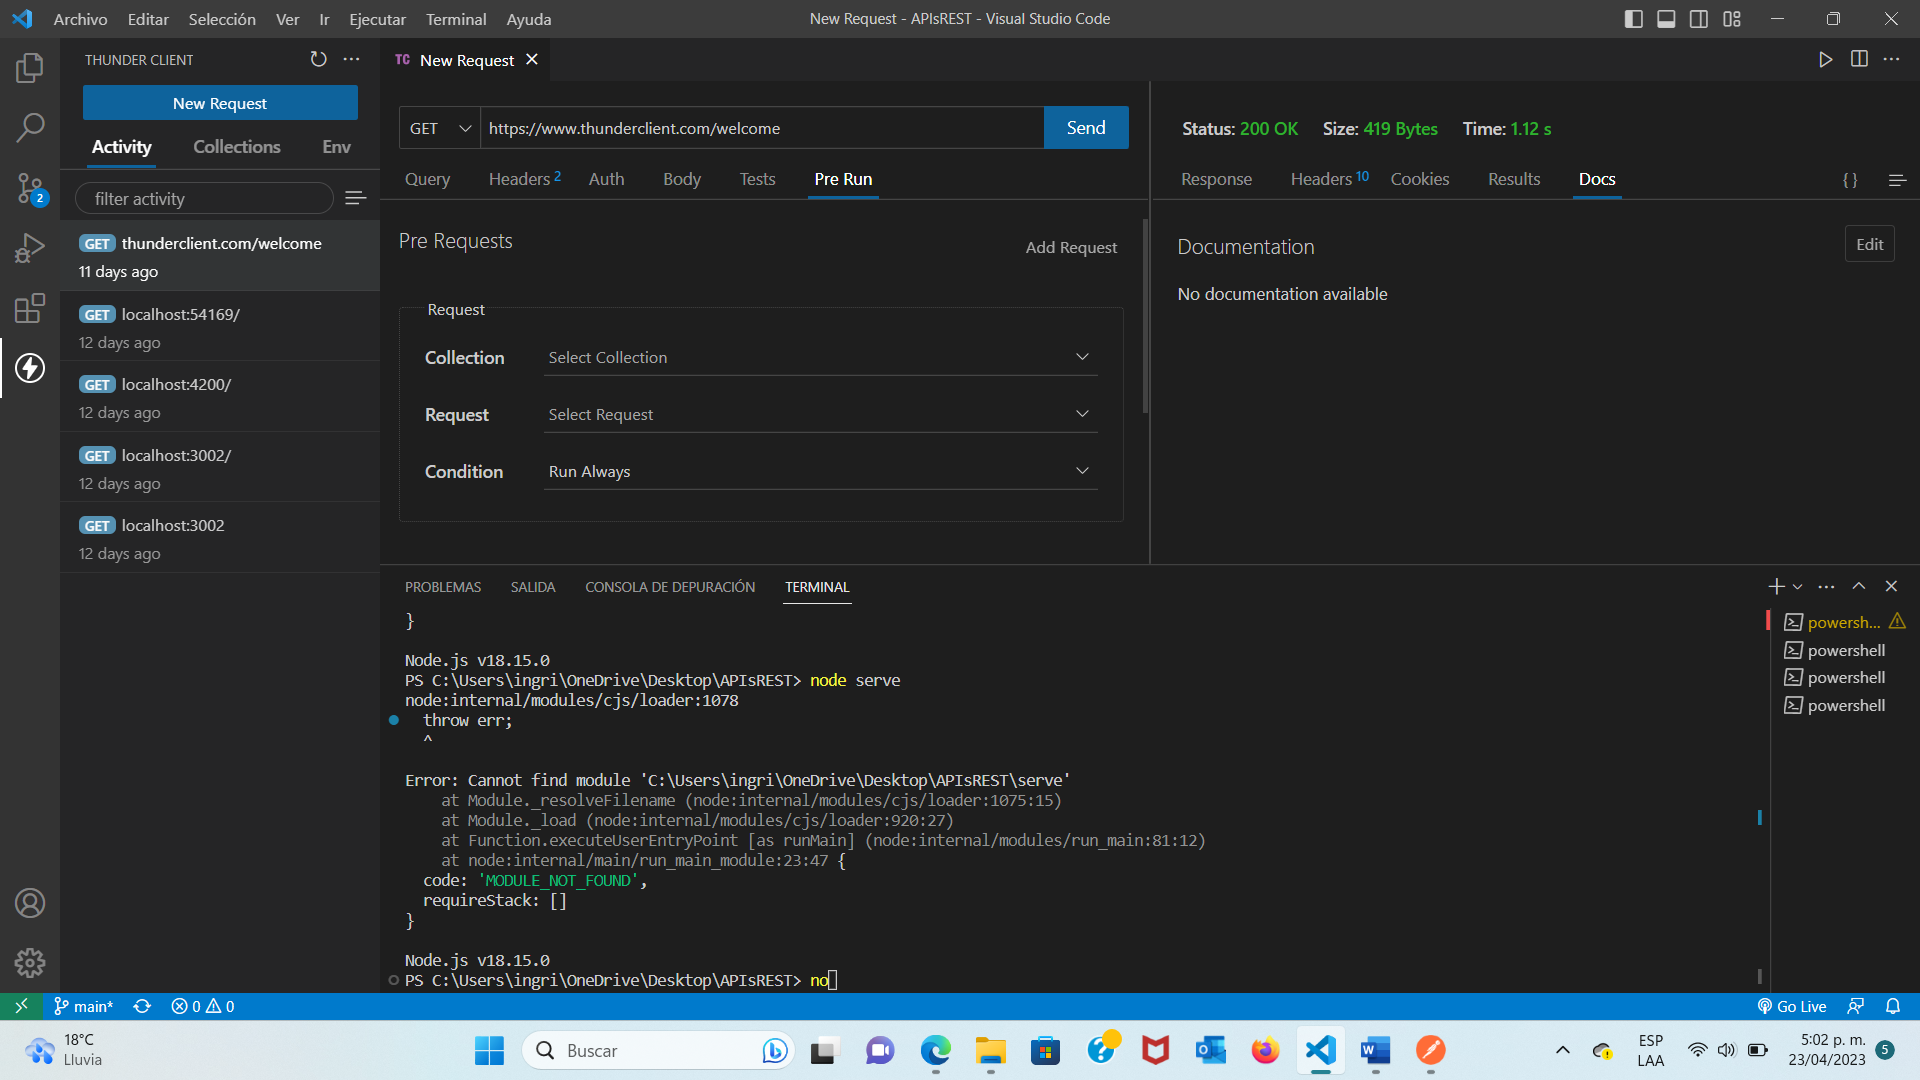 Archivo Editar Selección Ver Ir Ejecutar Terminal Ayuda
New Request - APIsREST - Visual Studio Code
THUNDER CLIENT
New Request
Activity Collections Env
filter activity
GET thunderclient.com/welcome
11 days ago
GET localhost:54169/
12 days ago
GET localhost:4200/
12 days ago
GET localhost:3002/
12 days ago
GET localhost:3002
12 days ago
2
TC New Request
GET https://www.thunderclient.com/welcome Send
Query Headers 2 Auth Body Tests Pre Run
Pre Requests
Add Request
Request
Collection Select Collection
Request Select Request
Condition Run Always
Status: 200 OK Size: 419 Bytes Time: 1.12 s
Response Headers 10 Cookies Results Docs
{ }
Documentation
Edit
No documentation available
PROBLEMAS SALIDA CONSOLA DE DEPURACIÓN TERMINAL
}
Node.js v18.15.0
PS C:\Users\ingri\OneDrive\Desktop\APIsREST> node serve
node:internal/modules/cjs/loader:1078
throw err;
^
Error: Cannot find module 'C:\Users\ingri\OneDrive\Desktop\APIsREST\serve'
at Module._resolveFilename (node:internal/modules/cjs/loader:1075:15)
at Module._load (node:internal/modules/cjs/loader:920:27)
at Function.executeUserEntryPoint [as runMain] (node:internal/modules/run_main:81:12)
at node:internal/main/run_main_module:23:47 {
code: 'MODULE_NOT_FOUND',
requireStack: []
}
Node.js v18.15.0
PS C:\Users\ingri\OneDrive\Desktop\APIsREST> no
powersh...
powershell
powershell
powershell
main* 0 0
Go Live
18°C
Lluvia
Buscar
ESP
LAA
5:02 p. m.
23/04/2023
5